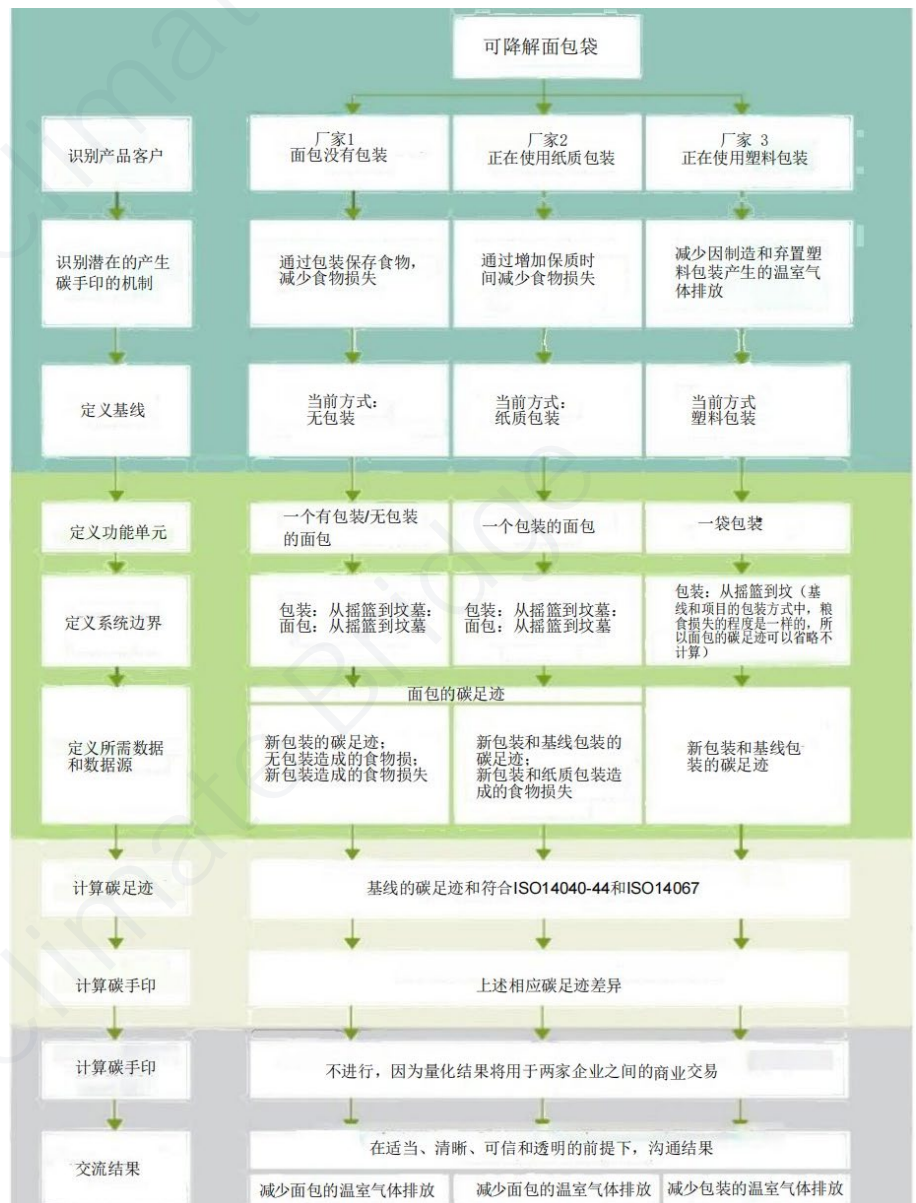 可降解面包袋
识别产品客户
厂家1
面包没有包装
厂家2
正在使用纸质包装
厂家 3
正在使用塑料包装
识别潜在的产生
碳手印的机制
通过包装保存食物，
减少食物损失
通过增加保质时
间减少食物损失
减少因制造和弃置塑
料包装产生的温室气
体排放
定义基线
当前方式：
无包装
当前方式：
纸质包装
当前方式
塑料包装
定义功能单元
一个有包装/无包装
的面包
一个包装的面包
一袋包装
定义系统边界
包装：从摇篮到坟墓：
面包：从摇篮到坟墓
包装：从摇篮到坟墓：
面包：从摇篮到坟墓
包装：从摇篮到坟（基
线和项目的包装方式中，粮
食损失的程度是一样的，所
以面包的碳足迹可以省略不
计算）
面包的碳足迹
定义所需数据
和数据源
新包装的碳足迹；
无包装造成的食物损；
新包装造成的食物损失
新包装和基线包装的
碳足迹；
新包装和纸质包装造
成的食物损失
新包装和基线包
装的碳足迹
计算碳足迹
基线的碳足迹和符合ISO14040-44和ISO14067
计算碳手印
上述相应碳足迹差异
计算碳手印
不进行，因为量化结果将用于两家企业之间的商业交易
交流结果
在适当、清晰、可信和透明的前提下，沟通结果
减少面包的温室气体排放
减少面包的温室气体排放
减少包装的温室气体排放
Climate Bridge